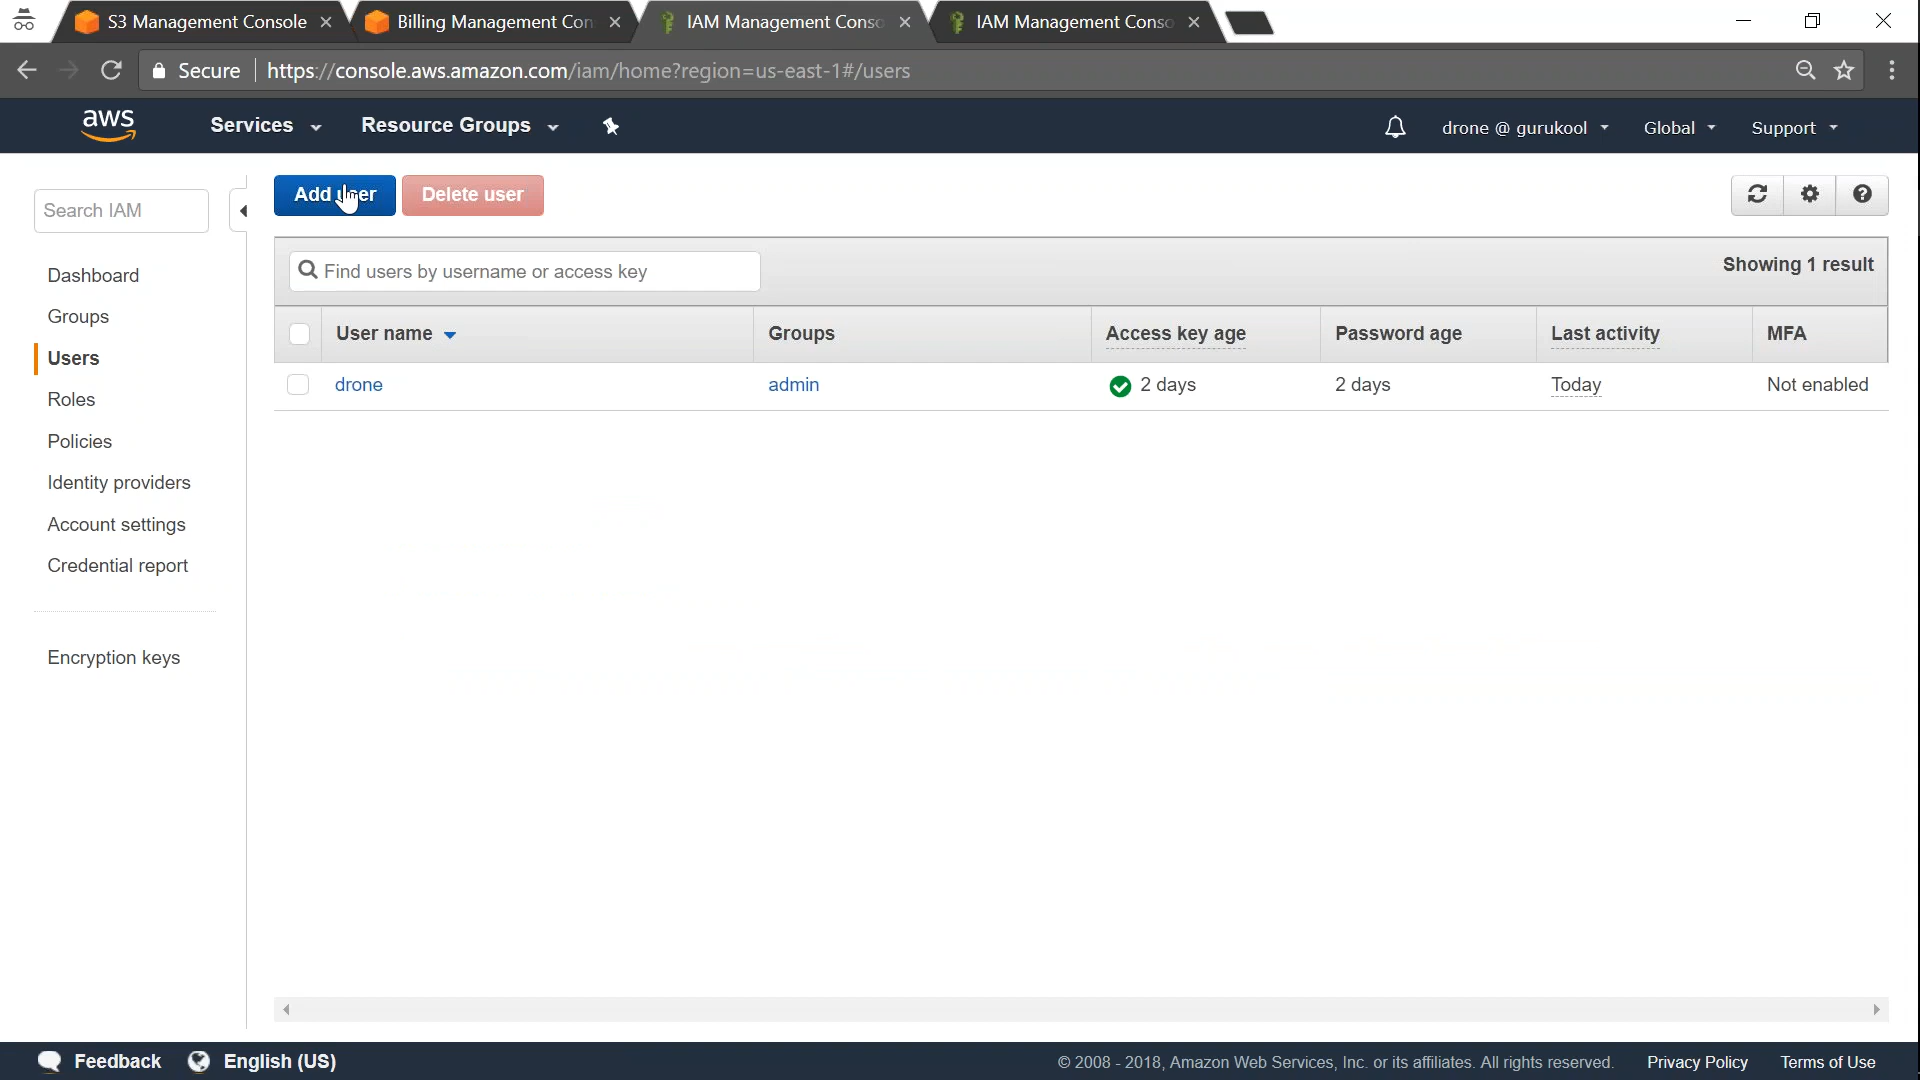 S3 Management Console
Billing Management Con
IAM Management Conso
IAM Management Conso
Secure https://console.aws.amazon.com/iam/home?region=us-east-1#/users
aws Services Resource Groups drone @ gurukool Global Support
Add user Delete user
Search IAM
Dashboard
Groups
Users
Roles
Policies
Identity providers
Account settings
Credential report
Encryption keys
Find users by username or access key Showing 1 result
User name Groups Access key age Password age Last activity MFA
drone admin 2 days 2 days Today Not enabled
Feedback English (US) © 2008 - 2018, Amazon Web Services, Inc. or its affiliates. All rights reserved. Privacy Policy Terms of Use